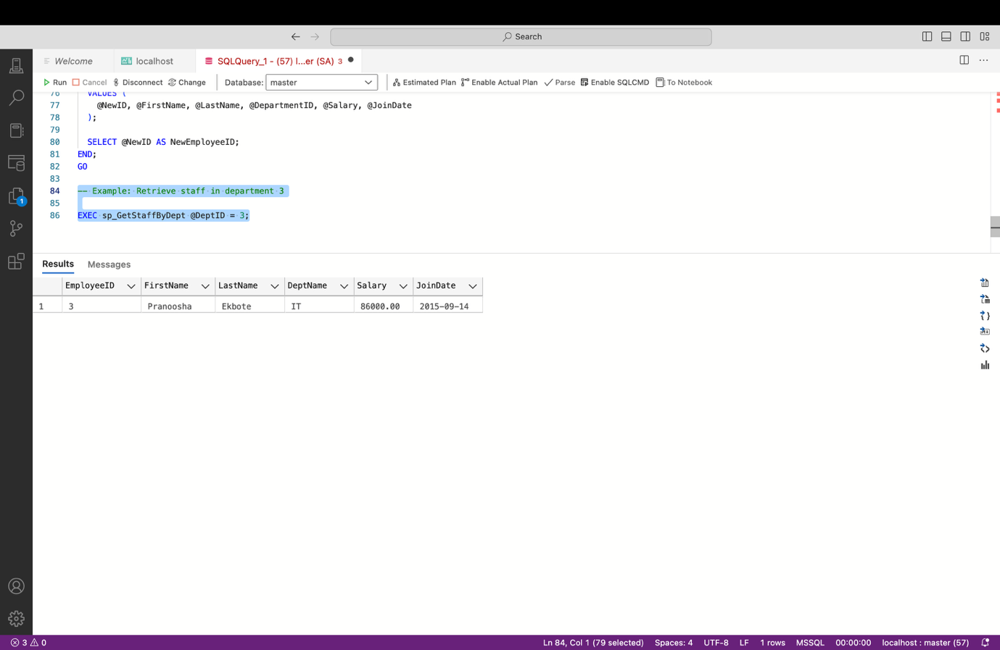 Search
Welcome
localhost
SQLQuery_1 - (57) l...er (SA) 3
Run Cancel Disconnect Change Database: master Estimated Plan Enable Actual Plan Parse Enable SQLCMD To Notebook
76 VALUES (
77 @NewID, @FirstName, @LastName, @DepartmentID, @Salary, @JoinDate
78 );
79
80 SELECT @NewID AS NewEmployeeID;
81 END;
82 GO
83
84 -- Example: Retrieve staff in department 3
85
86 EXEC sp_GetStaffByDept @DeptID = 3;
1
Results Messages
EmployeeID FirstName LastName DeptName Salary JoinDate
1 3 Pranoosha Ekbote IT 86000.00 2015-09-14
3 0 Ln 84, Col 1 (79 selected) Spaces: 4 UTF-8 LF 1 rows MSSQL 00:00:00 localhost : master (57)